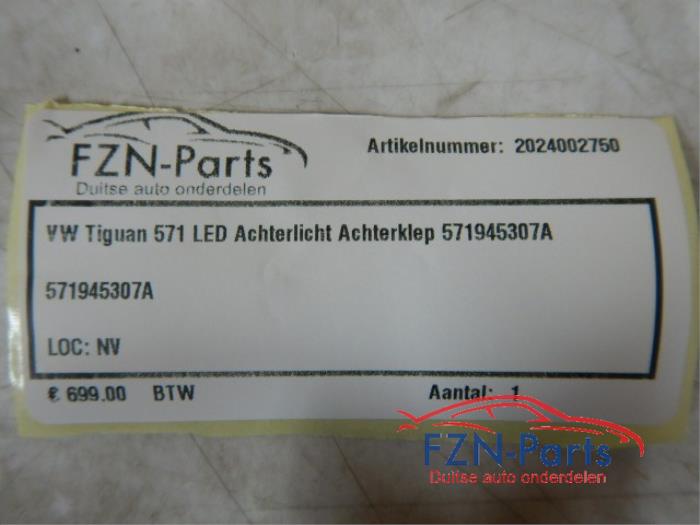 FZN-Parts
Duitse auto onderdelen
Artikelnummer: 2024002750
VW Tiguan 571 LED Achterlicht Achterklep 571945307A
571945307A
LOC: NV
€ 699.00 BTW Aantal: 1
FZN-Parts
Duitse auto onderdelen